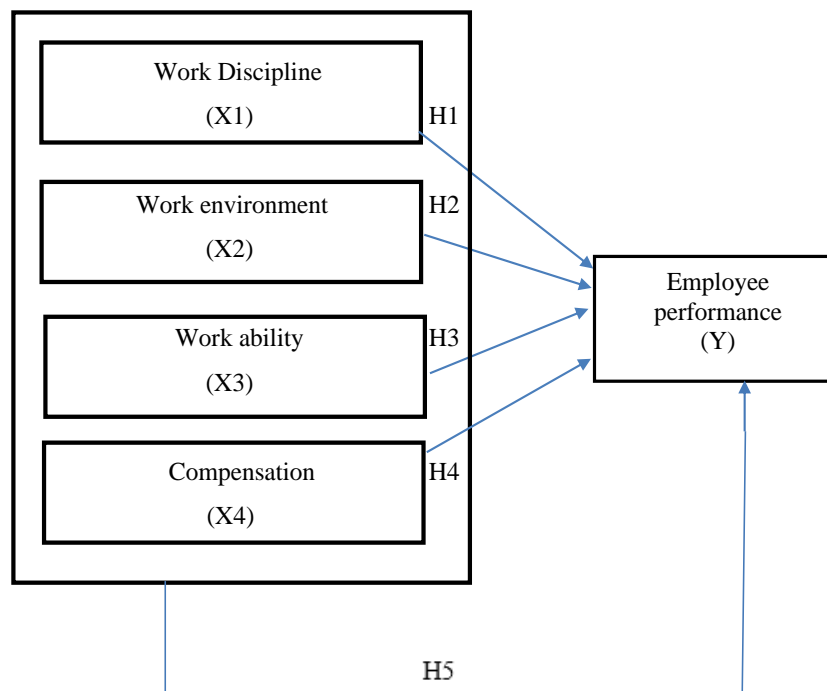 Work Discipline
(X1)
H1
Work environment
(X2)
H2
Work ability
(X3)
H3
Compensation
(X4)
H4
Employee
performance
(Y)
H5